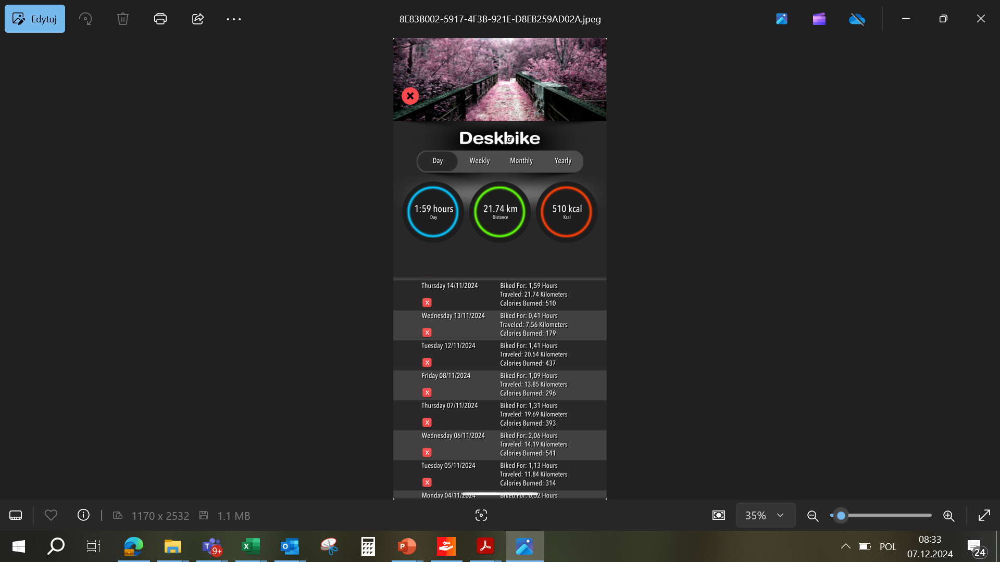 Edytuj
8E83B002-5917-4F3B-921E-D8EB259AD02A.jpeg
Deskbike
Day Weekly Monthly Yearly
1:59 hours 21.74 km 510 kcal
Day Distance Kcal
Thursday 14/11/2024 Biked For: 1,59 Hours
Traveled: 21.74 Kilometers
X Calories Burned: 510
Wednesday 13/11/2024 Biked For: 0,41 Hours
Traveled: 7.56 Kilometers
X Calories Burned: 179
Tuesday 12/11/2024 Biked For: 1,41 Hours
Traveled: 20.54 Kilometers
X Calories Burned: 437
Friday 08/11/2024 Biked For: 1,09 Hours
Traveled: 13.85 Kilometers
X Calories Burned: 296
Thursday 07/11/2024 Biked For: 1,31 Hours
Traveled: 19.69 Kilometers
X Calories Burned: 393
Wednesday 06/11/2024 Biked For: 2,06 Hours
Traveled: 14.19 Kilometers
X Calories Burned: 541
Tuesday 05/11/2024 Biked For: 1,13 Hours
Traveled: 11.84 Kilometers
X Calories Burned: 314
Monday 04/11/2024 Biked For: 0,52 Hours
1170 x 2532 1.1 MB 35%
9+ POL 08:33
07.12.2024 24